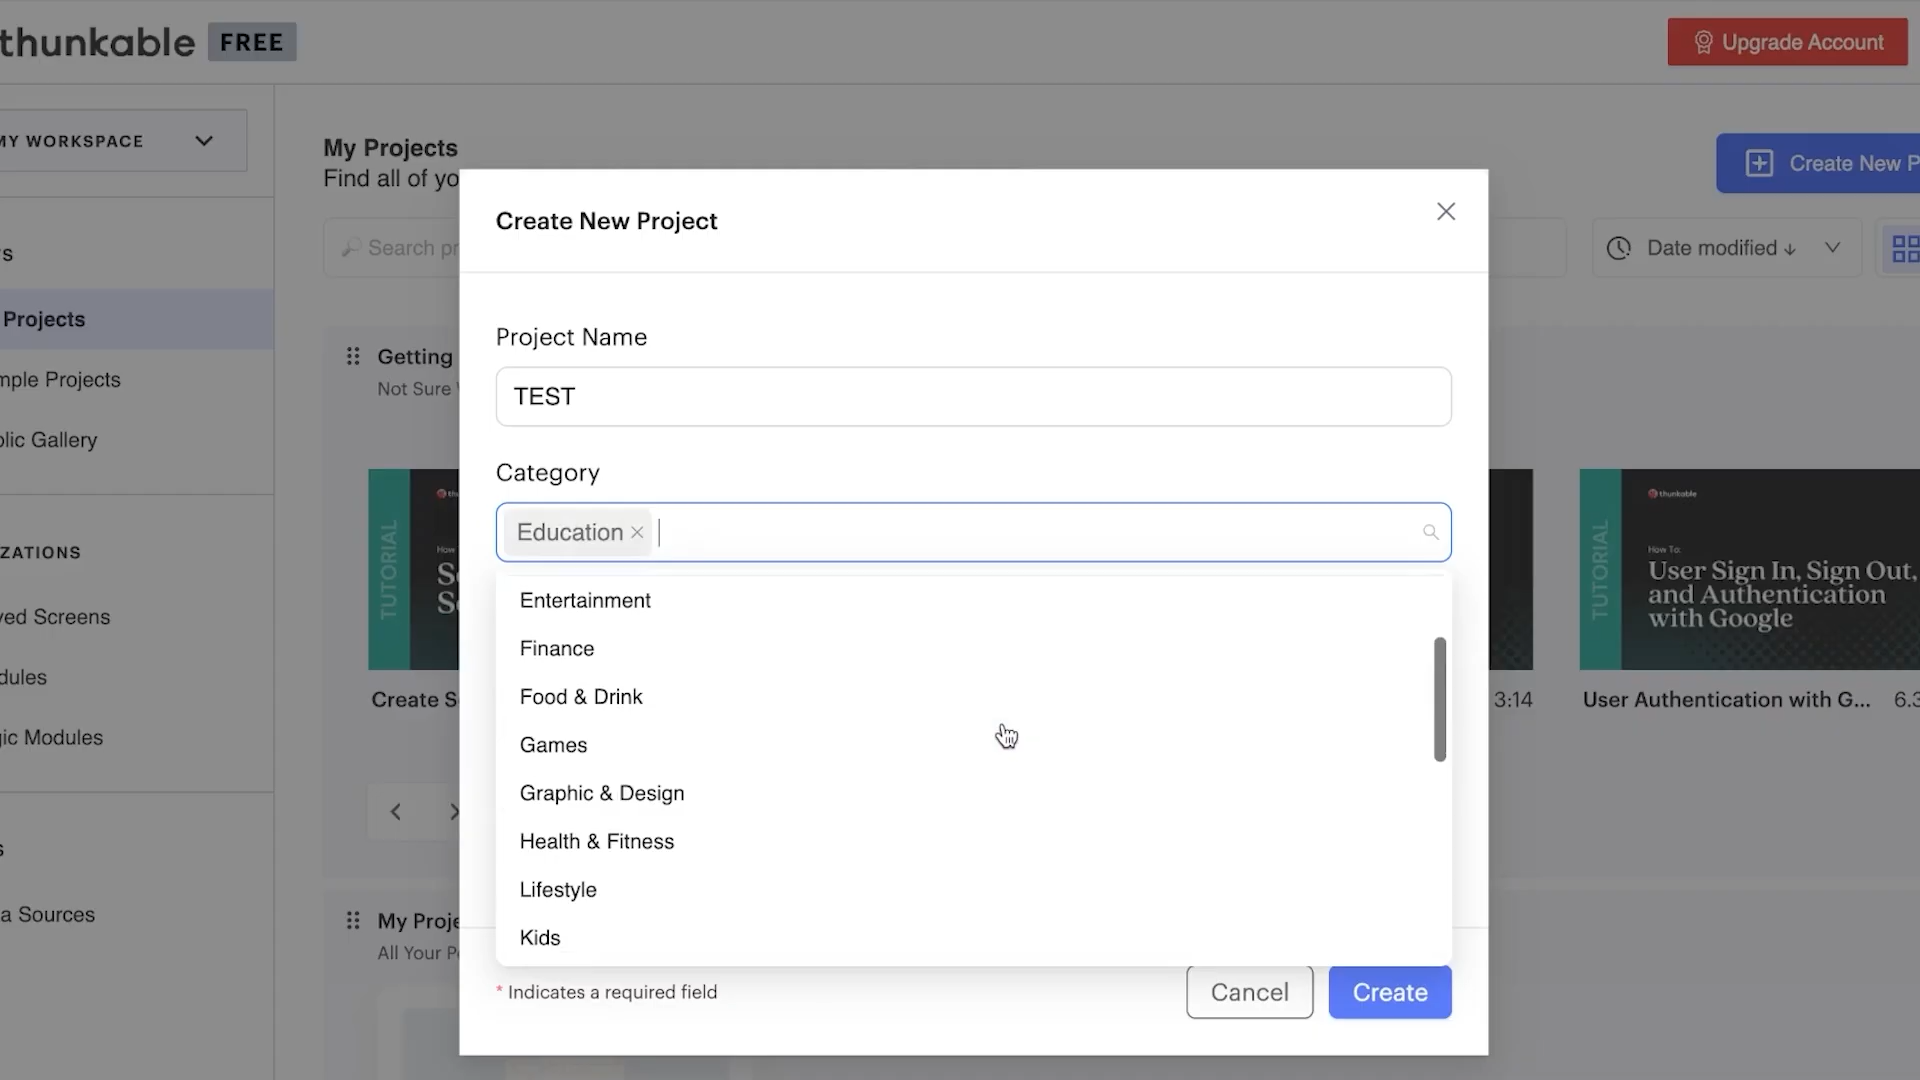 thunkable FREE
Upgrade Account
MY WORKSPACE
My Projects
Find all of yo
Create New P
Create New Project
Search pr
Date modified ↓
Projects
Project Name
TEST
Getting
Not Sure
mple Projects
olic Gallery
Category
Education
ZATIONS
TUTORIAL
How
TUTORIAL
thunkable
How To:
User Sign In, Sign Out,
and Authentication
with Google
Entertainment
ved Screens
Finance
dules
Food & Drink
Create S
3:14
User Authentication with G...
6.3
gic Modules
Games
Graphic & Design
Health & Fitness
Lifestyle
a Sources
My Proje
All Your P
Kids
* Indicates a required field
Cancel
Create